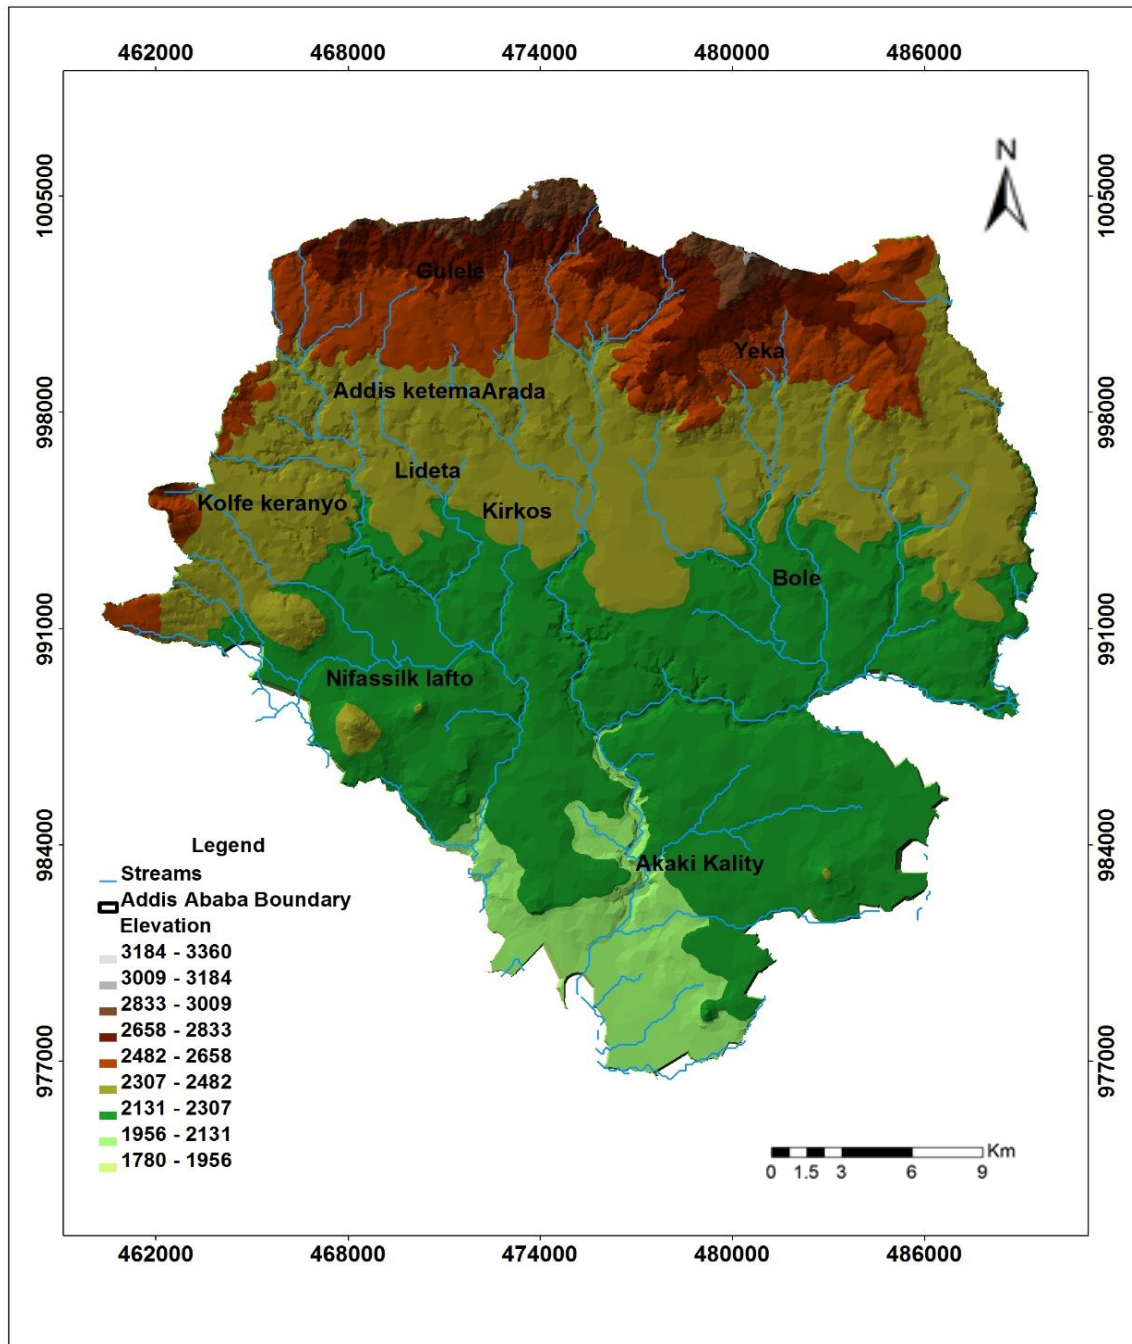 462000 468000 474000 480000 486000
N
1005000 1005000
Gulele
Yeka
998000 Addis ketema Arada 998000
Lideta
Kolfe keranyo Kirkos
Bole
991000 991000
Nifassilk lafto
984000 984000
Akaki Kality
Legend
Streams
Addis Ababa Boundary
Elevation
3184 - 3360
3009 - 3184
2833 - 3009
2658 - 2833
2482 - 2658
2307 - 2482
2131 - 2307
1956 - 2131
1780 - 1956
977000 977000
Km
0 1.5 3 6 9
462000 468000 474000 480000 486000